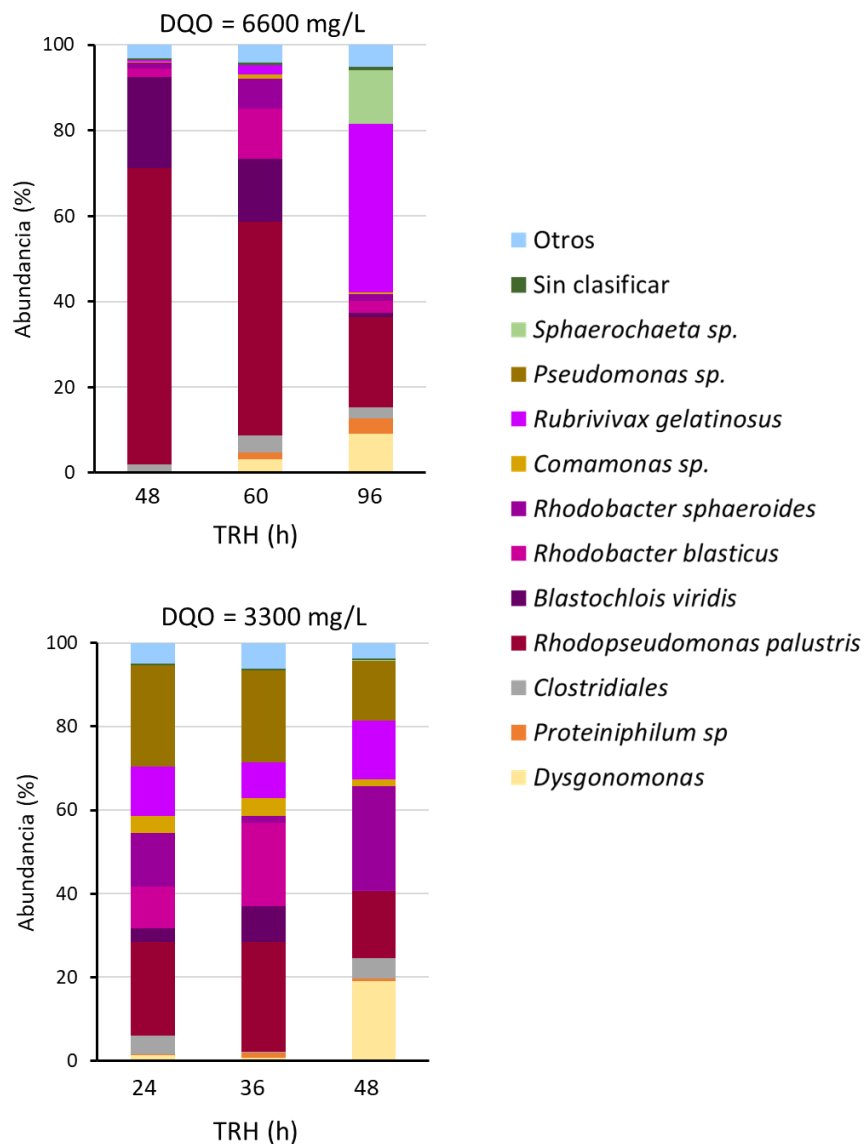 DQO = 6600 mg/L
100
80
60
40
20
0
Abundancia (%)
48 60 96
TRH (h)
Otros
Sin clasificar
Sphaerochaeta sp.
Pseudomonas sp.
Rubrivivax gelatinosus
Comamonas sp.
Rhodobacter sphaeroides
Rhodobacter blasticus
Blastochlois viridis
Rhodopseudomonas palustris
Clostridiales
Proteiniphilum sp
Dysgonomonas
DQO = 3300 mg/L
100
80
60
40
20
0
Abundancia (%)
24 36 48
TRH (h)